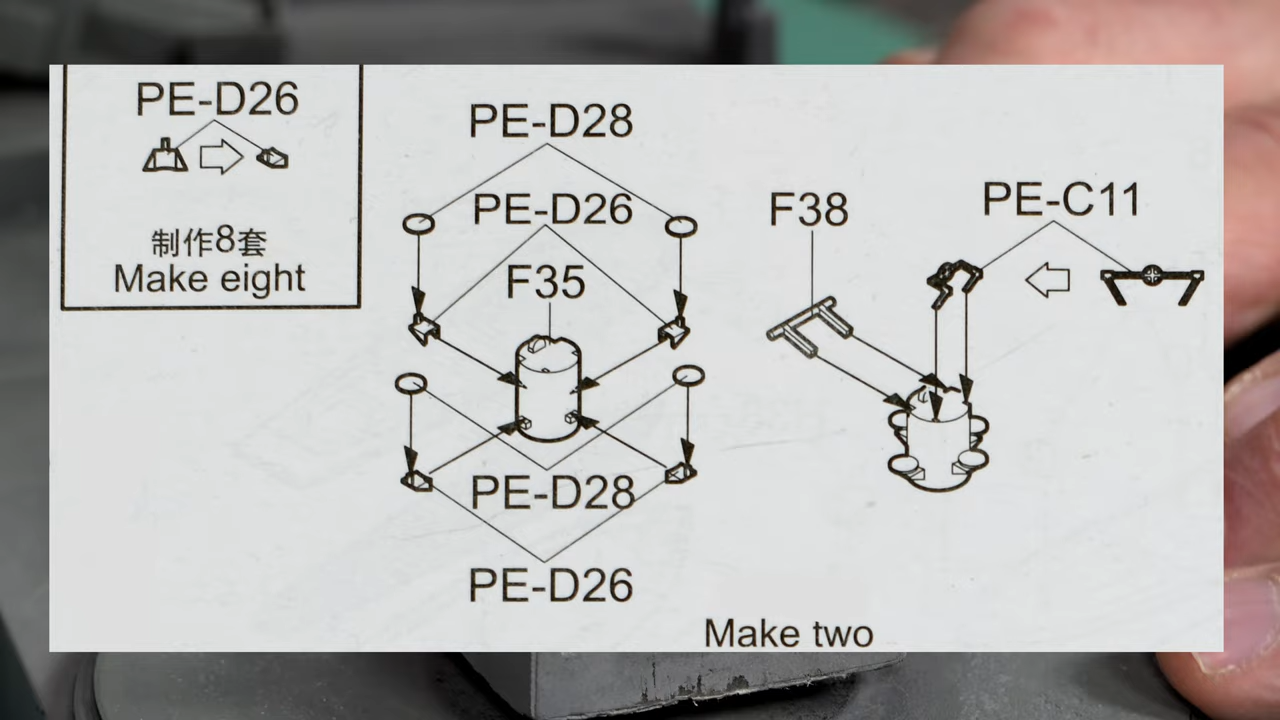 PE-D26
制作8套
Make eight
PE-D28
PE-D26
F35
PE-D28
PE-D26
F38
PE-C11
Make two